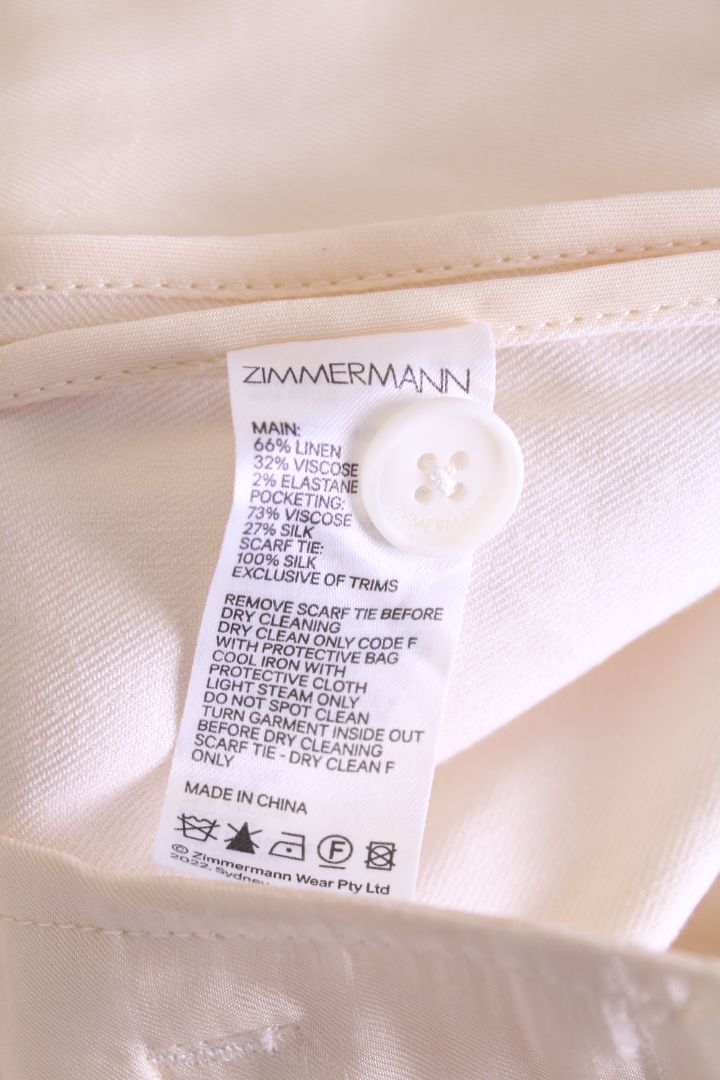 ZIMMERMANN
MAIN:
66% LINEN
32% VISCOSE
2% ELASTANE
POCKETING:
73% VISCOSE
27% SILK
SCARF TIE:
100% SILK
EXCLUSIVE OF TRIMS
ZIMMERMANN
REMOVE SCARF TIE BEFORE
DRY CLEANING
DRY CLEAN ONLY CODE F
WITH PROTECTIVE BAG
COOL IRON WITH
PROTECTIVE CLOTH
LIGHT STEAM ONLY
DO NOT SPOT CLEAN
TURN GARMENT INSIDE OUT
BEFORE DRY CLEANING
SCARF TIE - DRY CLEAN F
ONLY
MADE IN CHINA
F
© Zimmermann Wear Pty Ltd
2022. Sydney